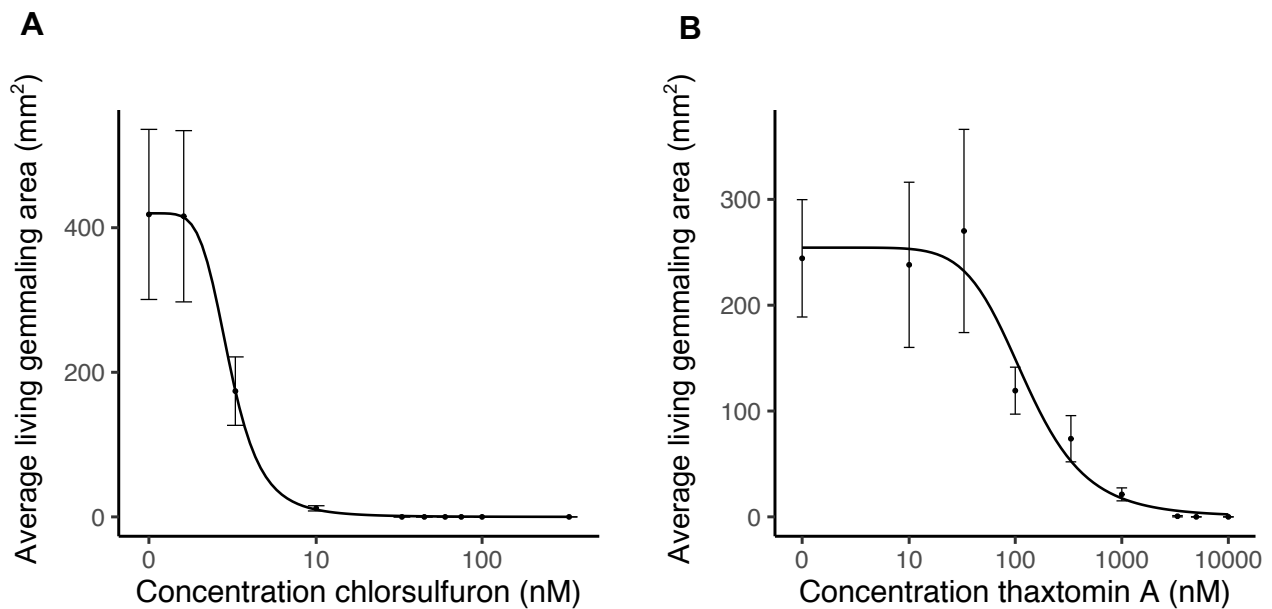 A
Average living gemmaling area (mm²)
400
200
0
0
10
100
Concentration chlorsulfuron (nM)
B
Average living gemmaling area (mm²)
300
200
100
0
0
10
100
1000
10000
Concentration thaxtomin A (nM)